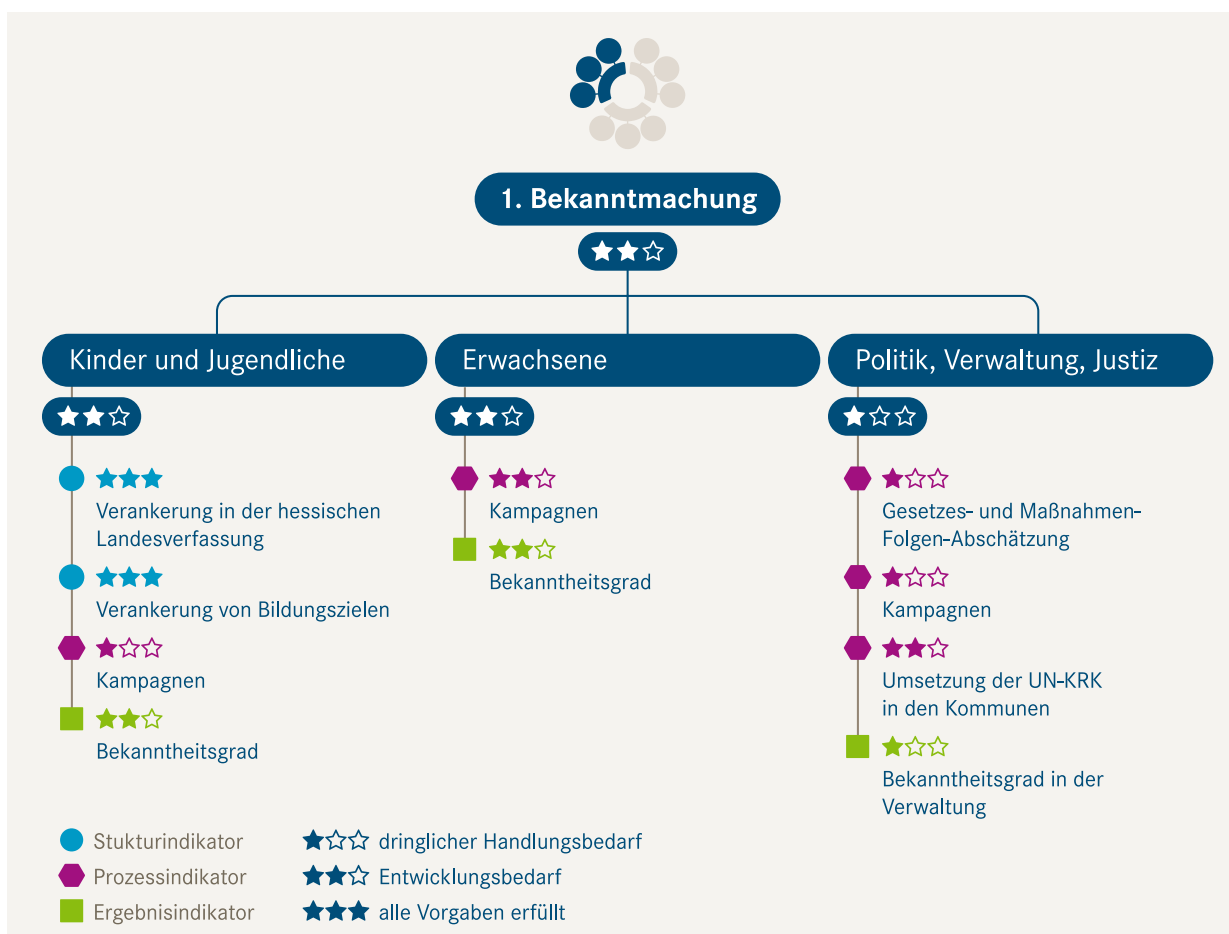 1. Bekanntmachung
Kinder und Jugendliche
Verankerung in der hessischen
Landesverfassung
Verankerung von Bildungszielen
Kampagnen
Bekanntheitsgrad
Erwachsene
Kampagnen
Bekanntheitsgrad
Politik, Verwaltung, Justiz
Gesetzes- und Maßnahmen-
Folgen-Abschätzung
Kampagnen
Umsetzung der UN-KRK
in den Kommunen
Bekanntheitsgrad in der
Verwaltung
Stukturindikator
Prozessindikator
Ergebnisindikator
dringlicher Handlungsbedarf
Entwicklungsbedarf
alle Vorgaben erfüllt